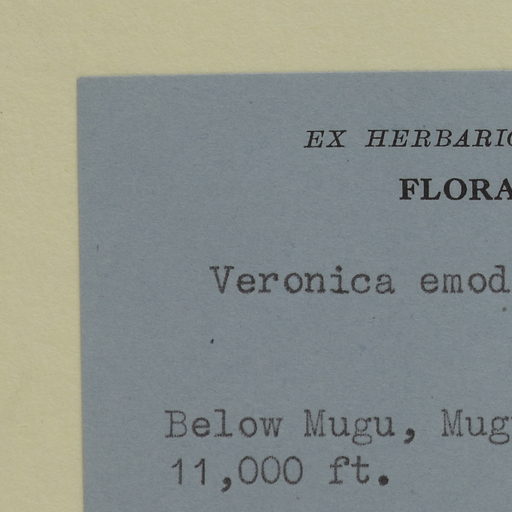 EX HERBARIO
FLORA
Veronica emod
Below Mugu, Mug
11,000 ft.